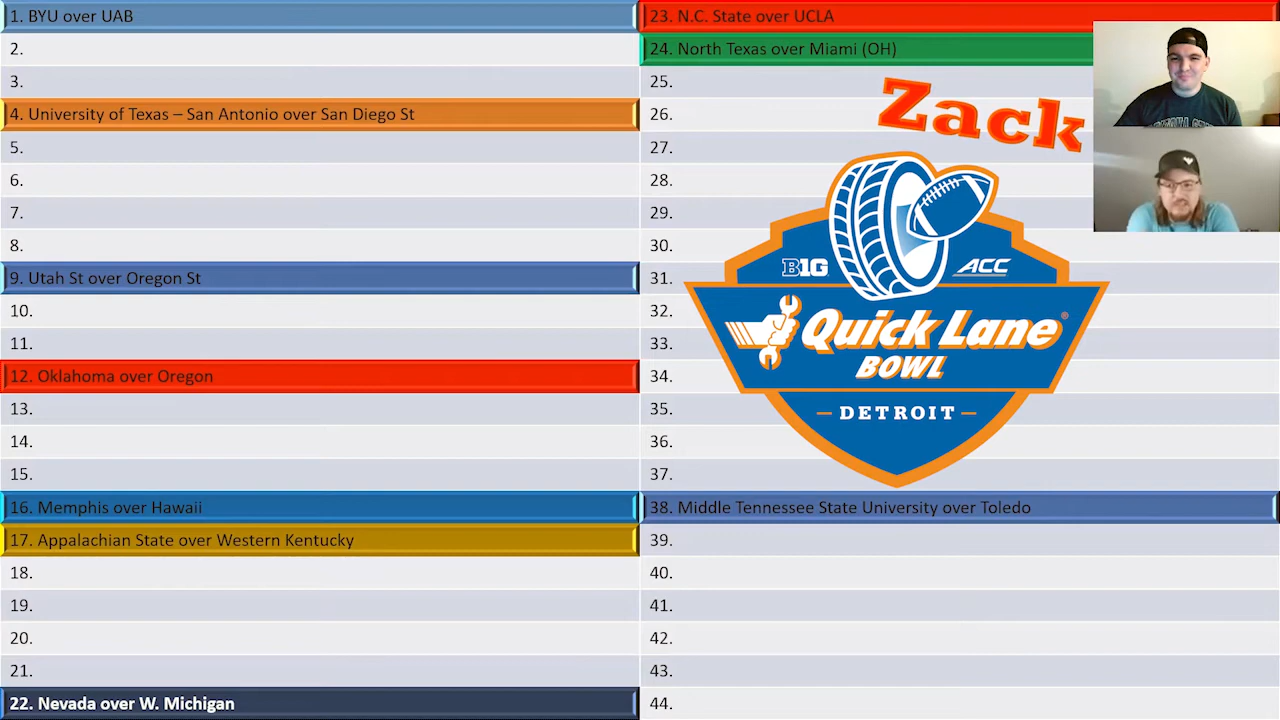 1. BYU over UAB
2.
3.
4. University of Texas – San Antonio over San Diego St
5.
6.
7.
8.
9. Utah St over Oregon St
10.
11.
12. Oklahoma over Oregon
13.
14.
15.
16. Memphis over Hawaii
17. Appalachian State over Western Kentucky
18.
19.
20.
21.
22. Nevada over W. Michigan
23. N.C. State over UCLA
24. North Texas over Miami (OH)
25.
26.
27.
28.
29.
30.
31.
32.
33.
34.
35.
36.
37.
38. Middle Tennessee State University over Toledo
39.
40.
41.
42.
43.
44.
Zack
B1G ACC
Quick Lane®
BOWL
– DETROIT –